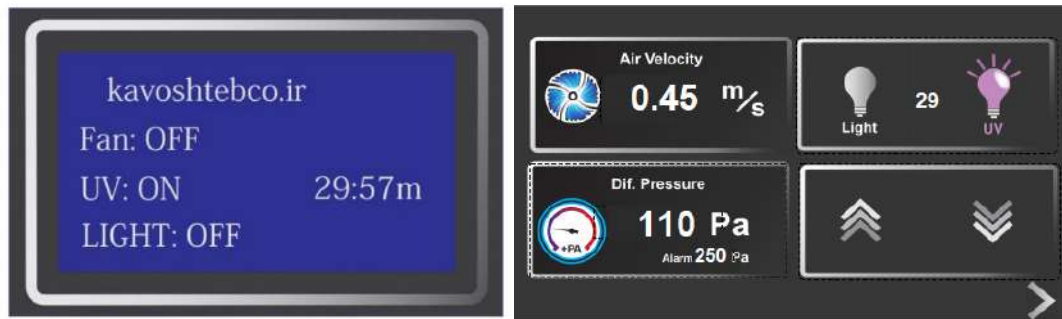 kavoshtebco.ir
Fan: OFF
UV: ON 29:57m
LIGHT: OFF
Air Velocity
0.45 m/s
Light 29 UV
Dif. Pressure
110 Pa
+PA
Alarm 250 Pa